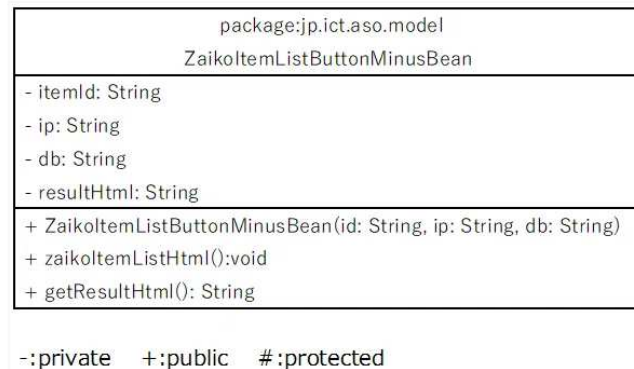 package:jp.ict.aso.model
ZaikoItemListButtonMinusBean
- itemId: String
- ip: String
- db: String
- resultHtml: String
+ ZaikoItemListButtonMinusBean(id: String, ip: String, db: String)
+ zaikoItemListHtml():void
+ getResultHtml(): String
-:private +:public #:protected